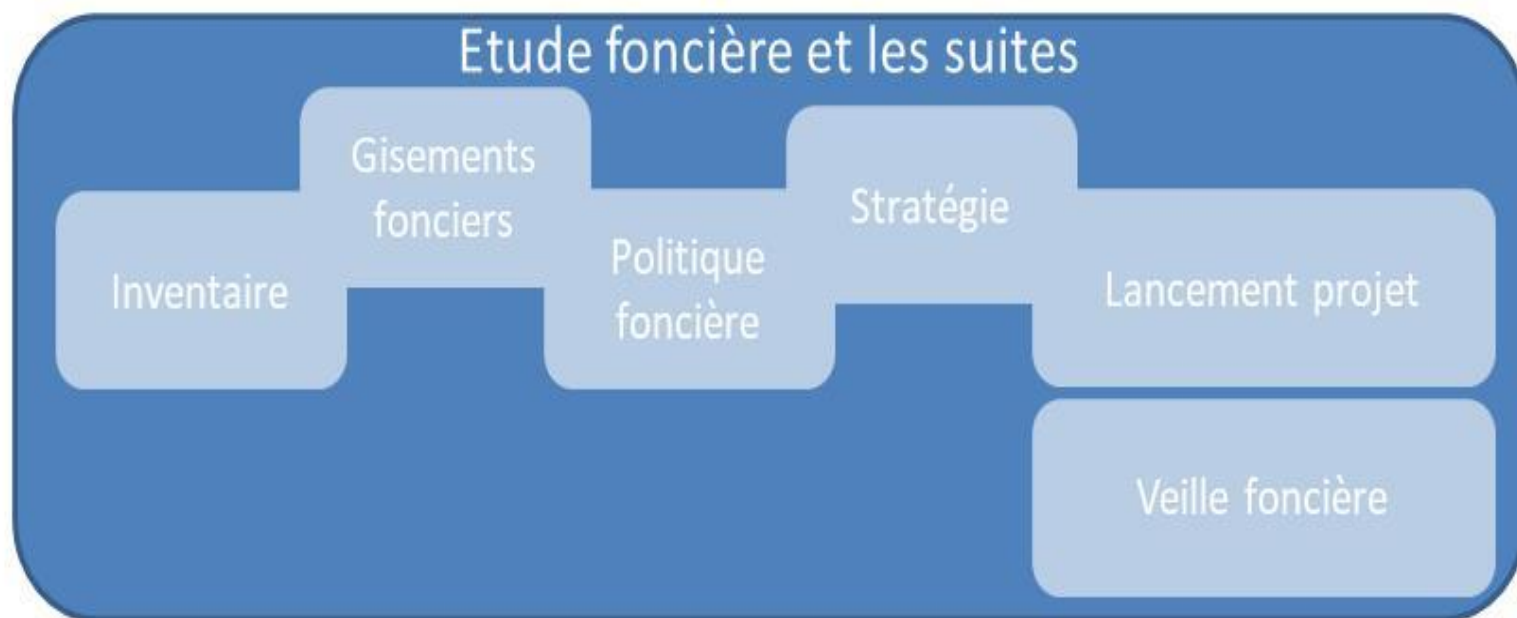 Etude foncière et les suites
Inventaire
Gisements
fonciers
Politique
foncière
Stratégie
Lancement projet
Veille foncière